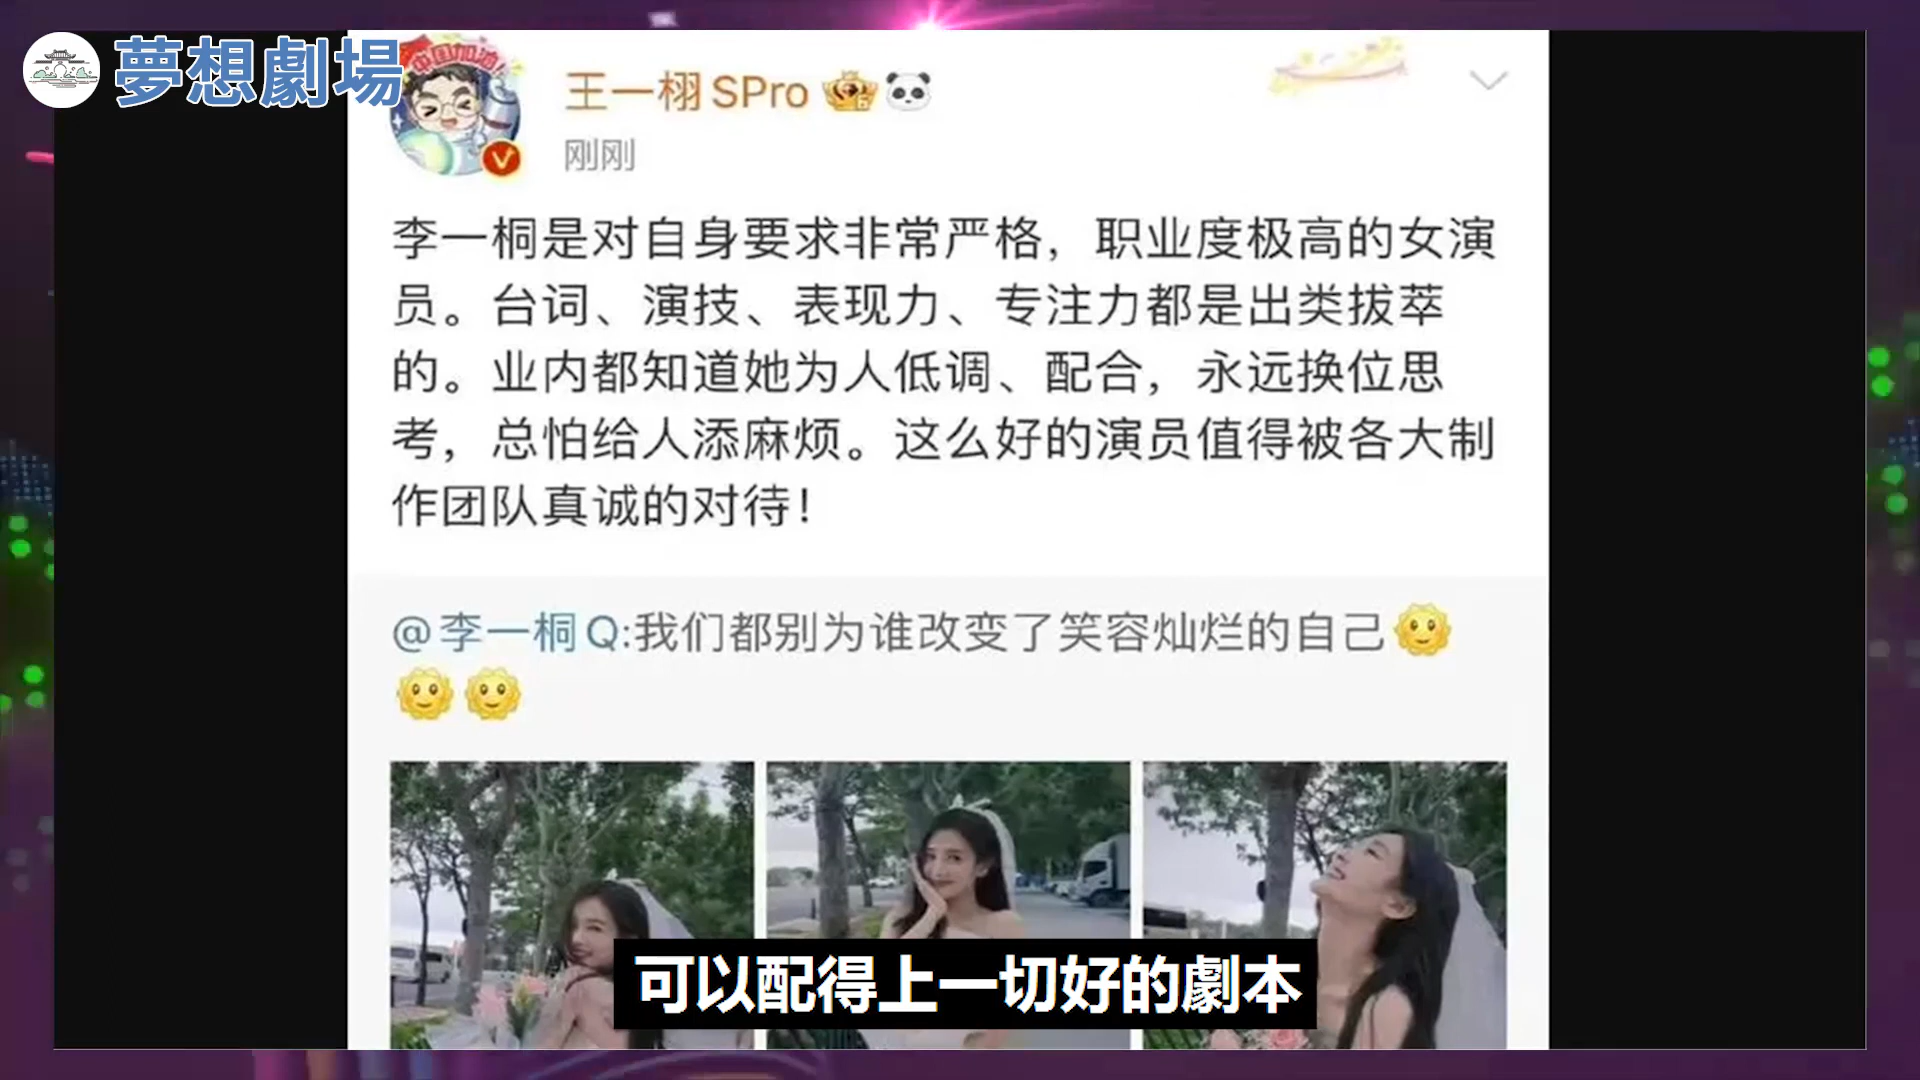 夢想劇場
中国加油!
王一栩SPro
刚刚
李一桐是对自身要求非常严格，职业度极高的女演
员。台词、演技、表现力、专注力都是出类拔萃
的。业内都知道她为人低调、配合，永远换位思
考，总怕给人添麻烦。这么好的演员值得被各大制
作团队真诚的对待！
@李一桐Q:我们都别为谁改变了笑容灿烂的自己
可以配得上一切好的劇本